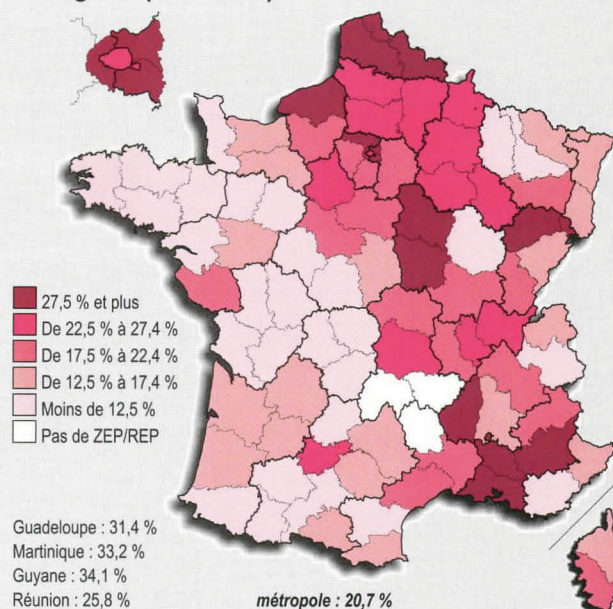 27,5 % et plus
De 22,5 % à 27,4 %
De 17,5 % à 22,4 %
De 12,5 % à 17,4 %
Moins de 12,5 %
Pas de ZEP/REP
Guadeloupe : 31,4 %
Martinique : 33,2 %
Guyane : 34,1 %
Réunion : 25,8 %
métropole : 20,7 %